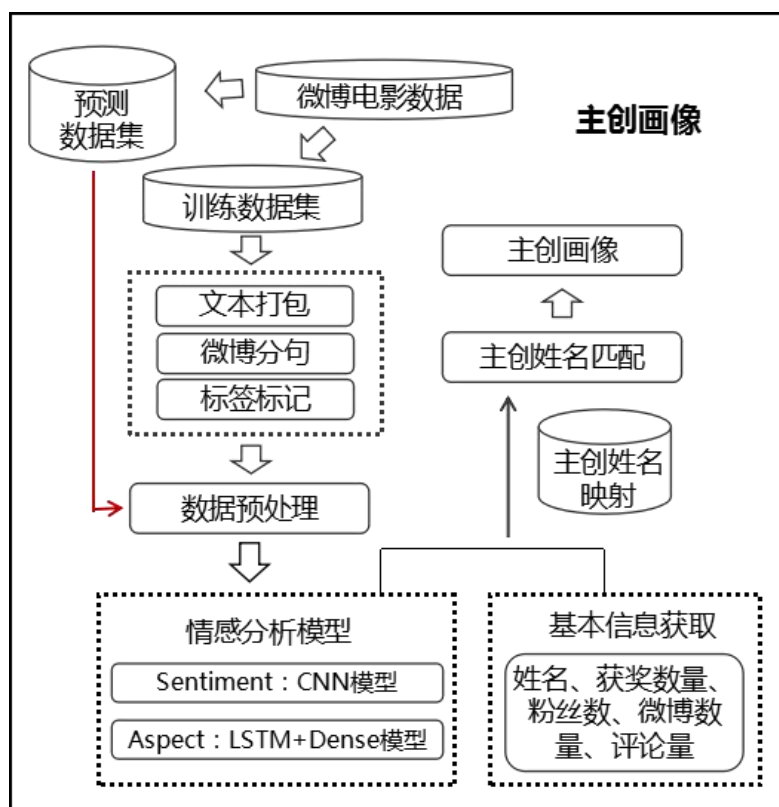 预测
数据集
微博电影数据
主创画像
训练数据集
文本打包
微博分句
标签标记
数据预处理
主创画像
主创姓名匹配
主创姓名
映射
情感分析模型
Sentiment：CNN模型
Aspect：LSTM+Dense模型
基本信息获取
姓名、获奖数量、
粉丝数、微博数
量、评论量